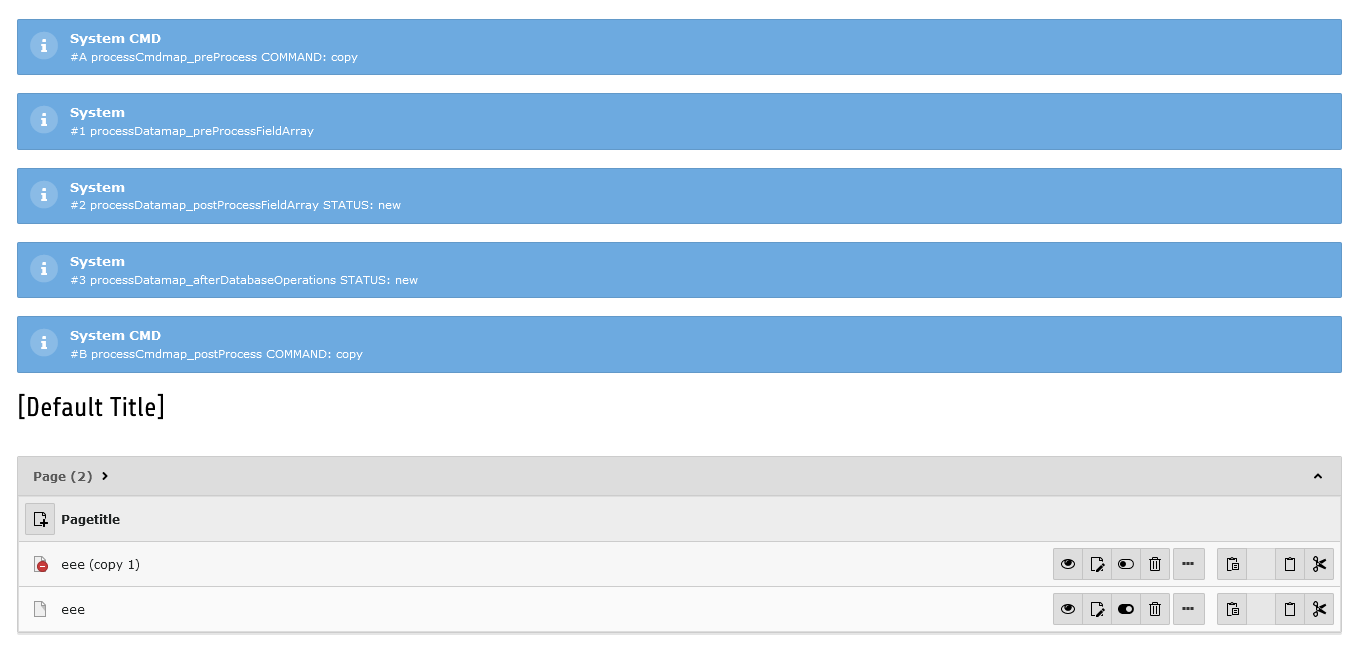 System CMD
#A processCmdmap_preProcess COMMAND: copy
System
#1 processDatamap_preProcessFieldArray
System
#2 processDatamap_postProcessFieldArray STATUS: new
System
#3 processDatamap_afterDatabaseOperations STATUS: new
System CMD
#B processCmdmap_postProcess COMMAND: copy
[Default Title]
Page (2)
Pagetitle
eee (copy 1)
eee